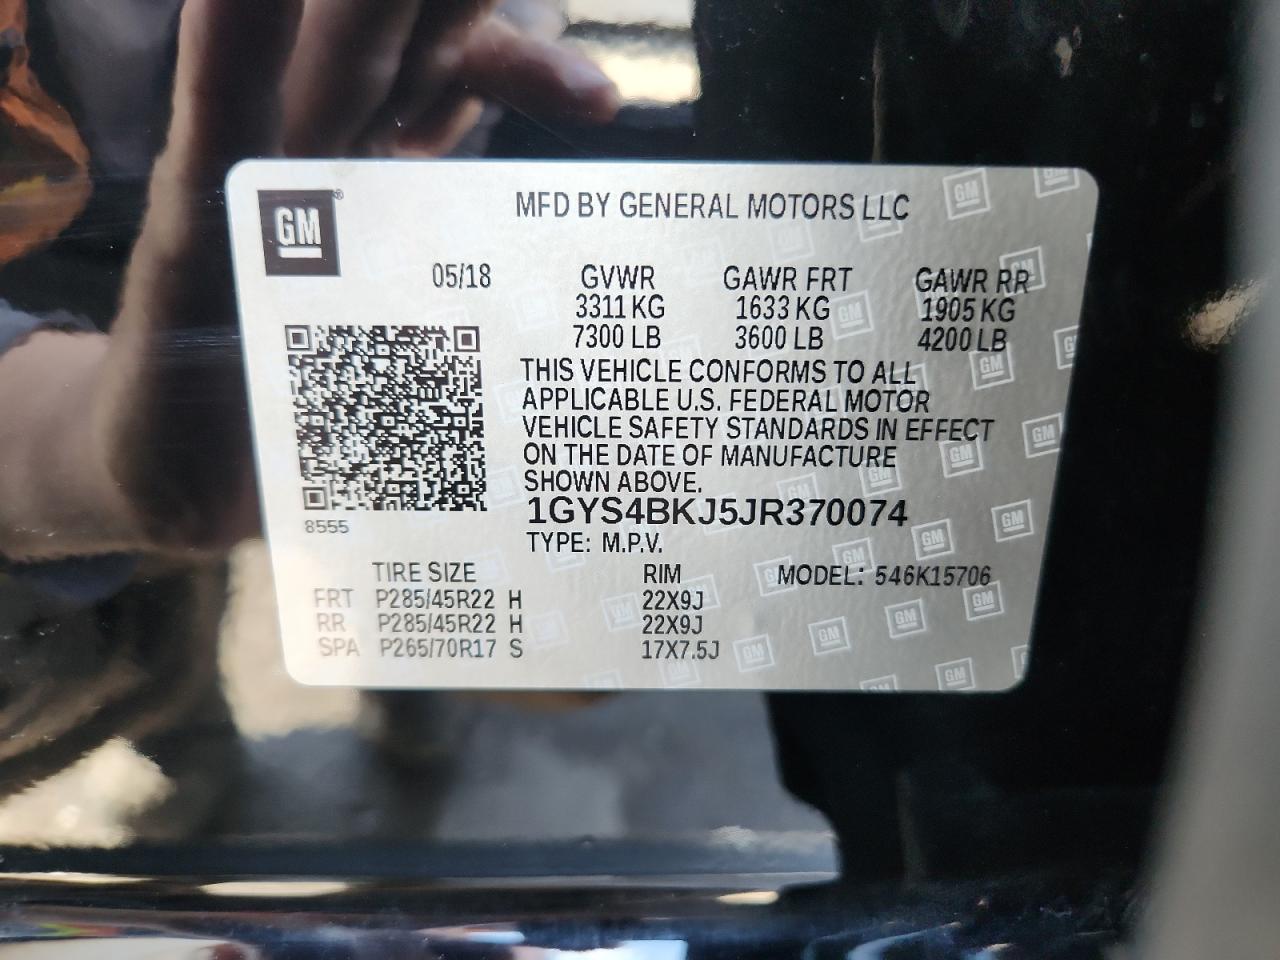 GM®
MFD BY GENERAL MOTORS LLC
05/18 GVWR GAWR FRT GAWR RR
3311 KG 1633 KG 1905 KG
7300 LB 3600 LB 4200 LB
THIS VEHICLE CONFORMS TO ALL
APPLICABLE U.S. FEDERAL MOTOR
VEHICLE SAFETY STANDARDS IN EFFECT
ON THE DATE OF MANUFACTURE
SHOWN ABOVE.
1GYS4BKJ5JR370074
8555
TYPE: M.P.V.
TIRE SIZE RIM MODEL: 546K15706
FRT P285/45R22 H 22X9J
RR P285/45R22 H 22X9J
SPA P265/70R17 S 17X7.5J